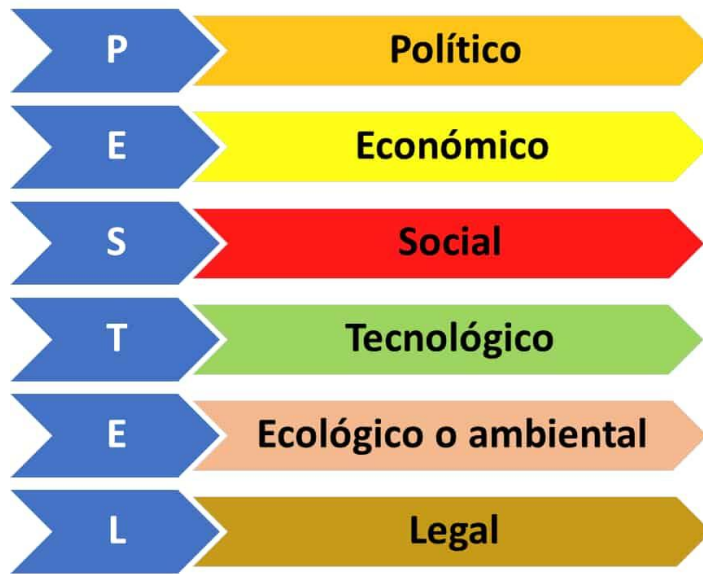 P Político
E Económico
S Social
T Tecnológico
E Ecológico o ambiental
L Legal